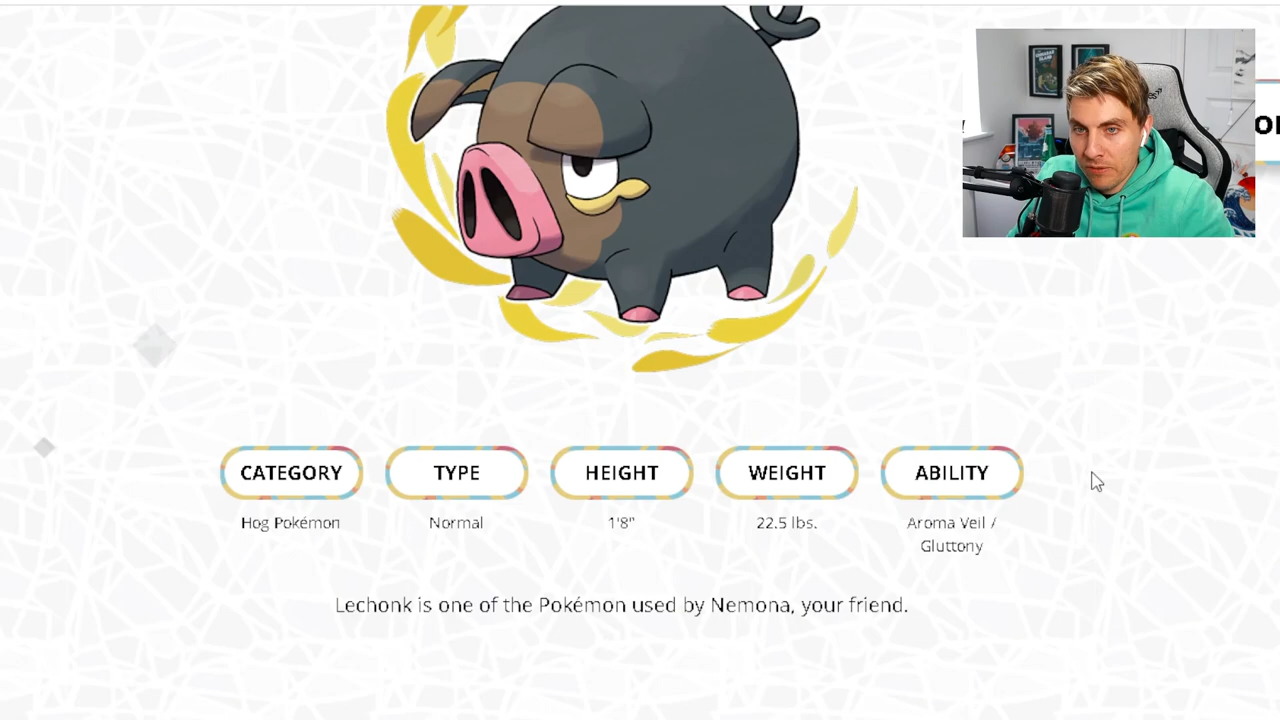 CATEGORY
TYPE
HEIGHT
WEIGHT
ABILITY
Hog Pokémon
Normal
1'8"
22.5 lbs.
Aroma Veil /
Gluttony
Lechonk is one of the Pokémon used by Nemona, your friend.